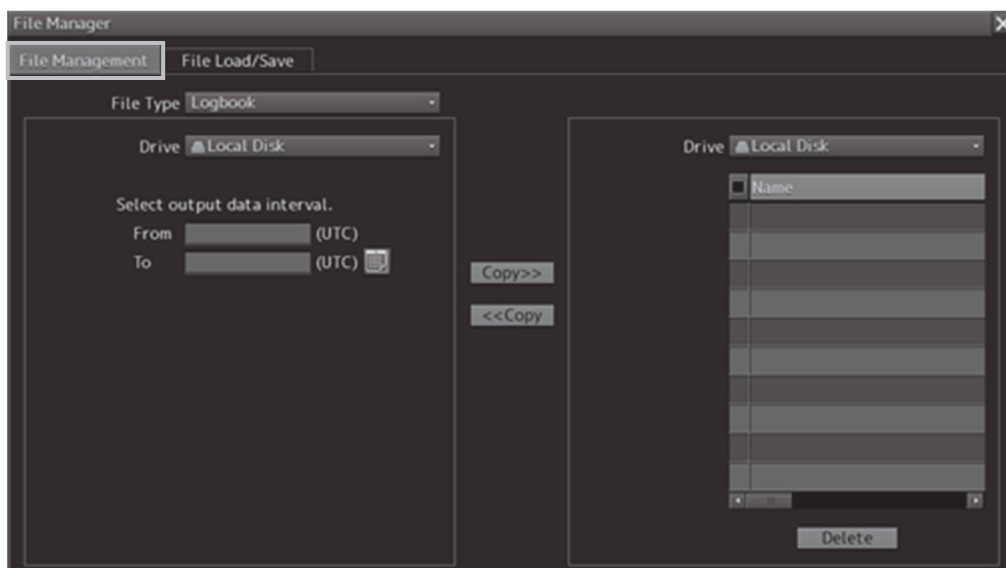 File Manager
File Management File Load/Save
File Type Logbook
Drive Local Disk
Select output data interval.
From (UTC)
To (UTC)
Copy>>
<<Copy
Drive Local Disk
Name
Delete